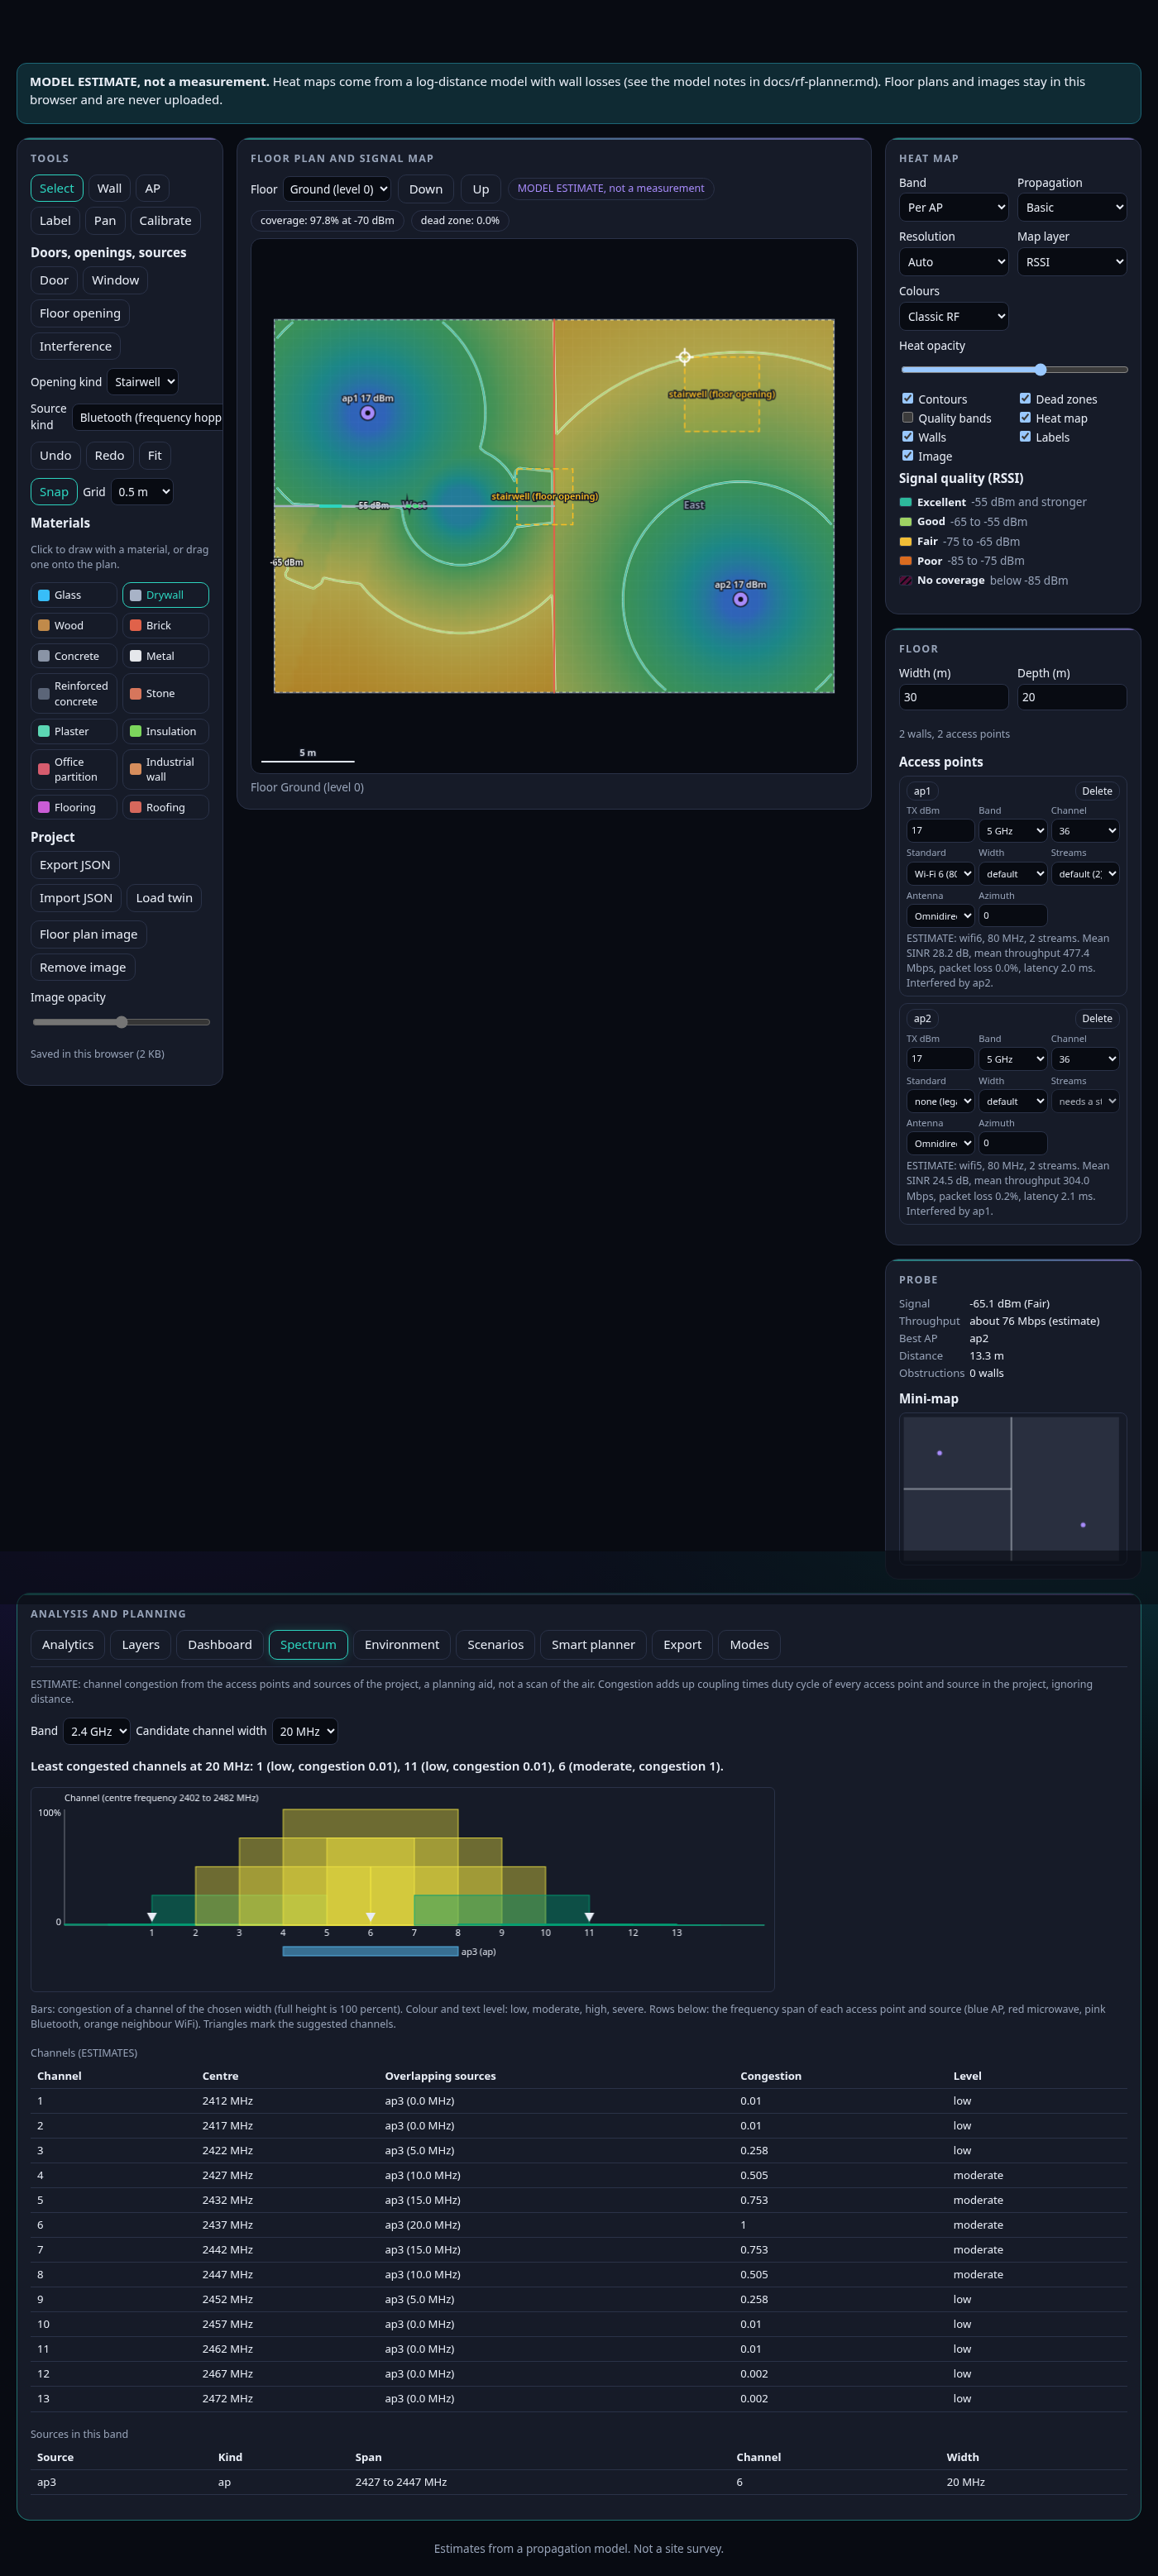 MODEL ESTIMATE, not a measurement. Heat maps come from a log-distance model with wall losses (see the model notes in docs/rf-planner.md). Floor plans and images stay in this
browser and are never uploaded.
TOOLS
Select Wall AP
Label Pan Calibrate
Doors, openings, sources
Door Window
Floor opening
Interference
Opening kind Stairwell
Source kind Bluetooth (frequency hopp
Undo Redo Fit
Snap Grid 0.5 m
Materials
Click to draw with a material, or drag
one onto the plan.
Glass Drywall
Wood Brick
Concrete Metal
Reinforced concrete Stone
Plaster Insulation
Office partition Industrial wall
Flooring Roofing
Project
Export JSON
Import JSON Load twin
Floor plan image
Remove image
Image opacity
Saved in this browser (2 KB)
FLOOR PLAN AND SIGNAL MAP
Floor Ground (level 0) Down Up MODEL ESTIMATE, not a measurement
coverage: 97.8% at -70 dBm dead zone: 0.0%
stairwell (floor opening)
ap1 17 dBm
stairwell (floor opening)
-55 dBm West East
-65 dBm
ap2 17 dBm
5 m
Floor Ground (level 0)
HEAT MAP
Band Propagation
Per AP Basic
Resolution Map layer
Auto RSSI
Colours
Classic RF
Heat opacity
Contours Dead zones
Quality bands Heat map
Walls Labels
Image
Signal quality (RSSI)
Excellent -55 dBm and stronger
Good -65 to -55 dBm
Fair -75 to -65 dBm
Poor -85 to -75 dBm
No coverage below -85 dBm
FLOOR
Width (m) Depth (m)
30 20
2 walls, 2 access points
Access points
ap1 Delete
TX dBm Band Channel
17 5 GHz 36
Standard Width Streams
Wi-Fi 6 (80 default default (2)
Antenna Azimuth
Omnidirec 0
ESTIMATE: wifi6, 80 MHz, 2 streams. Mean
SINR 28.2 dB, mean throughput 477.4
Mbps, packet loss 0.0%, latency 2.0 ms.
Interfered by ap2.
ap2 Delete
TX dBm Band Channel
17 5 GHz 36
Standard Width Streams
none (lega default needs a st
Antenna Azimuth
Omnidirec 0
ESTIMATE: wifi5, 80 MHz, 2 streams. Mean
SINR 24.5 dB, mean throughput 304.0
Mbps, packet loss 0.2%, latency 2.1 ms.
Interfered by ap1.
PROBE
Signal -65.1 dBm (Fair)
Throughput about 76 Mbps (estimate)
Best AP ap2
Distance 13.3 m
Obstructions 0 walls
Mini-map
ANALYSIS AND PLANNING
Analytics Layers Dashboard Spectrum Environment Scenarios Smart planner Export Modes
ESTIMATE: channel congestion from the access points and sources of the project, a planning aid, not a scan of the air. Congestion adds up coupling times duty cycle of every access point and source in the project, ignoring
distance.
Band 2.4 GHz Candidate channel width 20 MHz
Least congested channels at 20 MHz: 1 (low, congestion 0.01), 11 (low, congestion 0.01), 6 (moderate, congestion 1).
Channel (centre frequency 2402 to 2482 MHz)
100%
0
1 2 3 4 5 6 7 8 9 10 11 12 13
ap3 (ap)
Bars: congestion of a channel of the chosen width (full height is 100 percent). Colour and text level: low, moderate, high, severe. Rows below: the frequency span of each access point and source (blue AP, red microwave, pink
Bluetooth, orange neighbour WiFi). Triangles mark the suggested channels.
Channels (ESTIMATES)
Channel Centre Overlapping sources Congestion Level
1 2412 MHz ap3 (0.0 MHz) 0.01 low
2 2417 MHz ap3 (0.0 MHz) 0.01 low
3 2422 MHz ap3 (5.0 MHz) 0.258 low
4 2427 MHz ap3 (10.0 MHz) 0.505 moderate
5 2432 MHz ap3 (15.0 MHz) 0.753 moderate
6 2437 MHz ap3 (20.0 MHz) 1 moderate
7 2442 MHz ap3 (15.0 MHz) 0.753 moderate
8 2447 MHz ap3 (10.0 MHz) 0.505 moderate
9 2452 MHz ap3 (5.0 MHz) 0.258 low
10 2457 MHz ap3 (0.0 MHz) 0.01 low
11 2462 MHz ap3 (0.0 MHz) 0.01 low
12 2467 MHz ap3 (0.0 MHz) 0.002 low
13 2472 MHz ap3 (0.0 MHz) 0.002 low
Sources in this band
Source Kind Span Channel Width
ap3 ap 2427 to 2447 MHz 6 20 MHz
Estimates from a propagation model. Not a site survey.